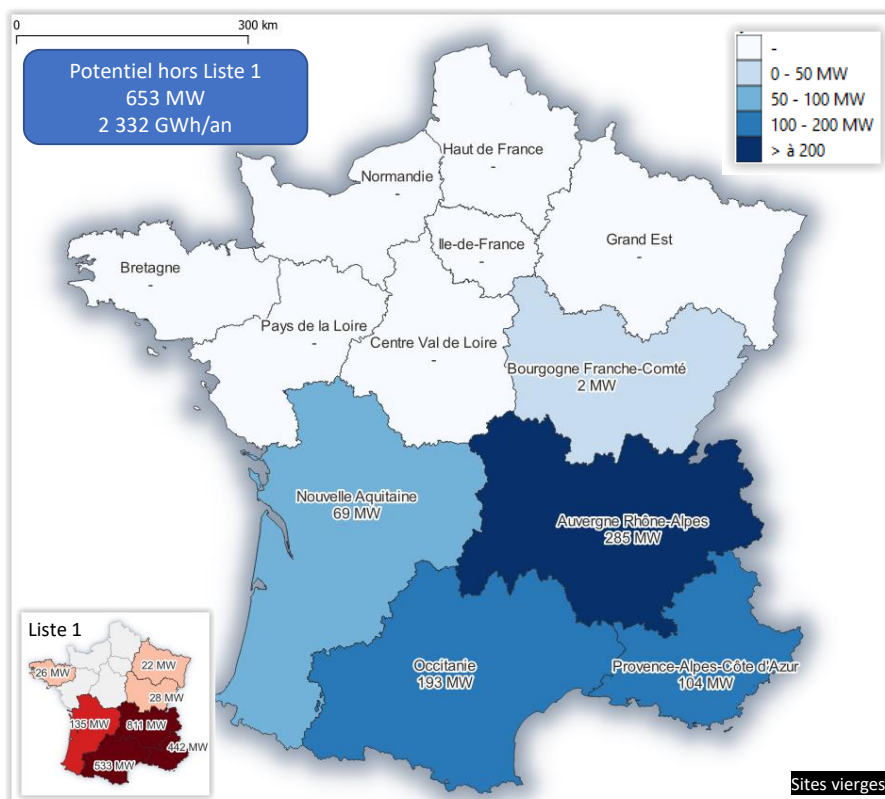 0
300 km
Potentiel hors Liste 1
653 MW
2 332 GWh/an
-
0 - 50 MW
50 - 100 MW
100 - 200 MW
> à 200
Haut de France
-
Normandie
-
Ile-de-France
-
Grand Est
-
Bretagne
-
Pays de la Loire
-
Centre Val de Loire
-
Bourgogne Franche-Comté
2 MW
Nouvelle Aquitaine
69 MW
Auvergne Rhône-Alpes
285 MW
Occitanie
193 MW
Provence-Alpes-Côte d'Azur
104 MW
Liste 1
26 MW
22 MW
28 MW
135 MW
811 MW
442 MW
533 MW
Sites vierges